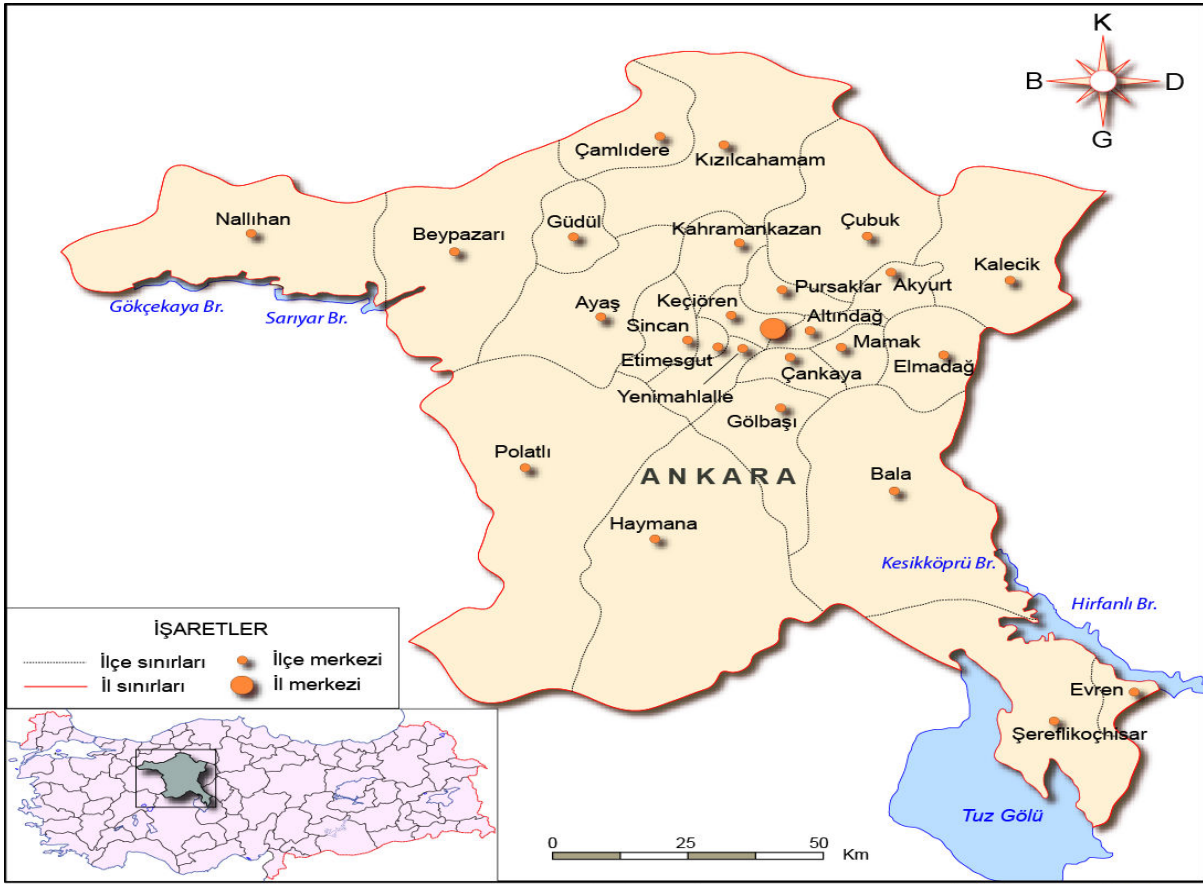 K
B
D
G
Çamlıdere
Kızılcahamam
Nallıhan
Beypazarı
Güdül
Kahramankazan
Çubuk
Kalecik
Gökçekaya Br.
Sarıyar Br.
Ayaş
Keçiören
Pursaklar
Akyurt
Sincan
Altındağ
Etimesgut
Mamak
Elmadağ
Çankaya
Yenimahlalle
Gölbaşı
Polatlı
ANKARA
Bala
Haymana
Kesikköprü Br.
Hirfanlı Br.
Evren
Şereflikoçhisar
Tuz Gölü
İŞARETLER
İlçe sınırları
İlçe merkezi
İl sınırları
İl merkezi
0 25 50
Km